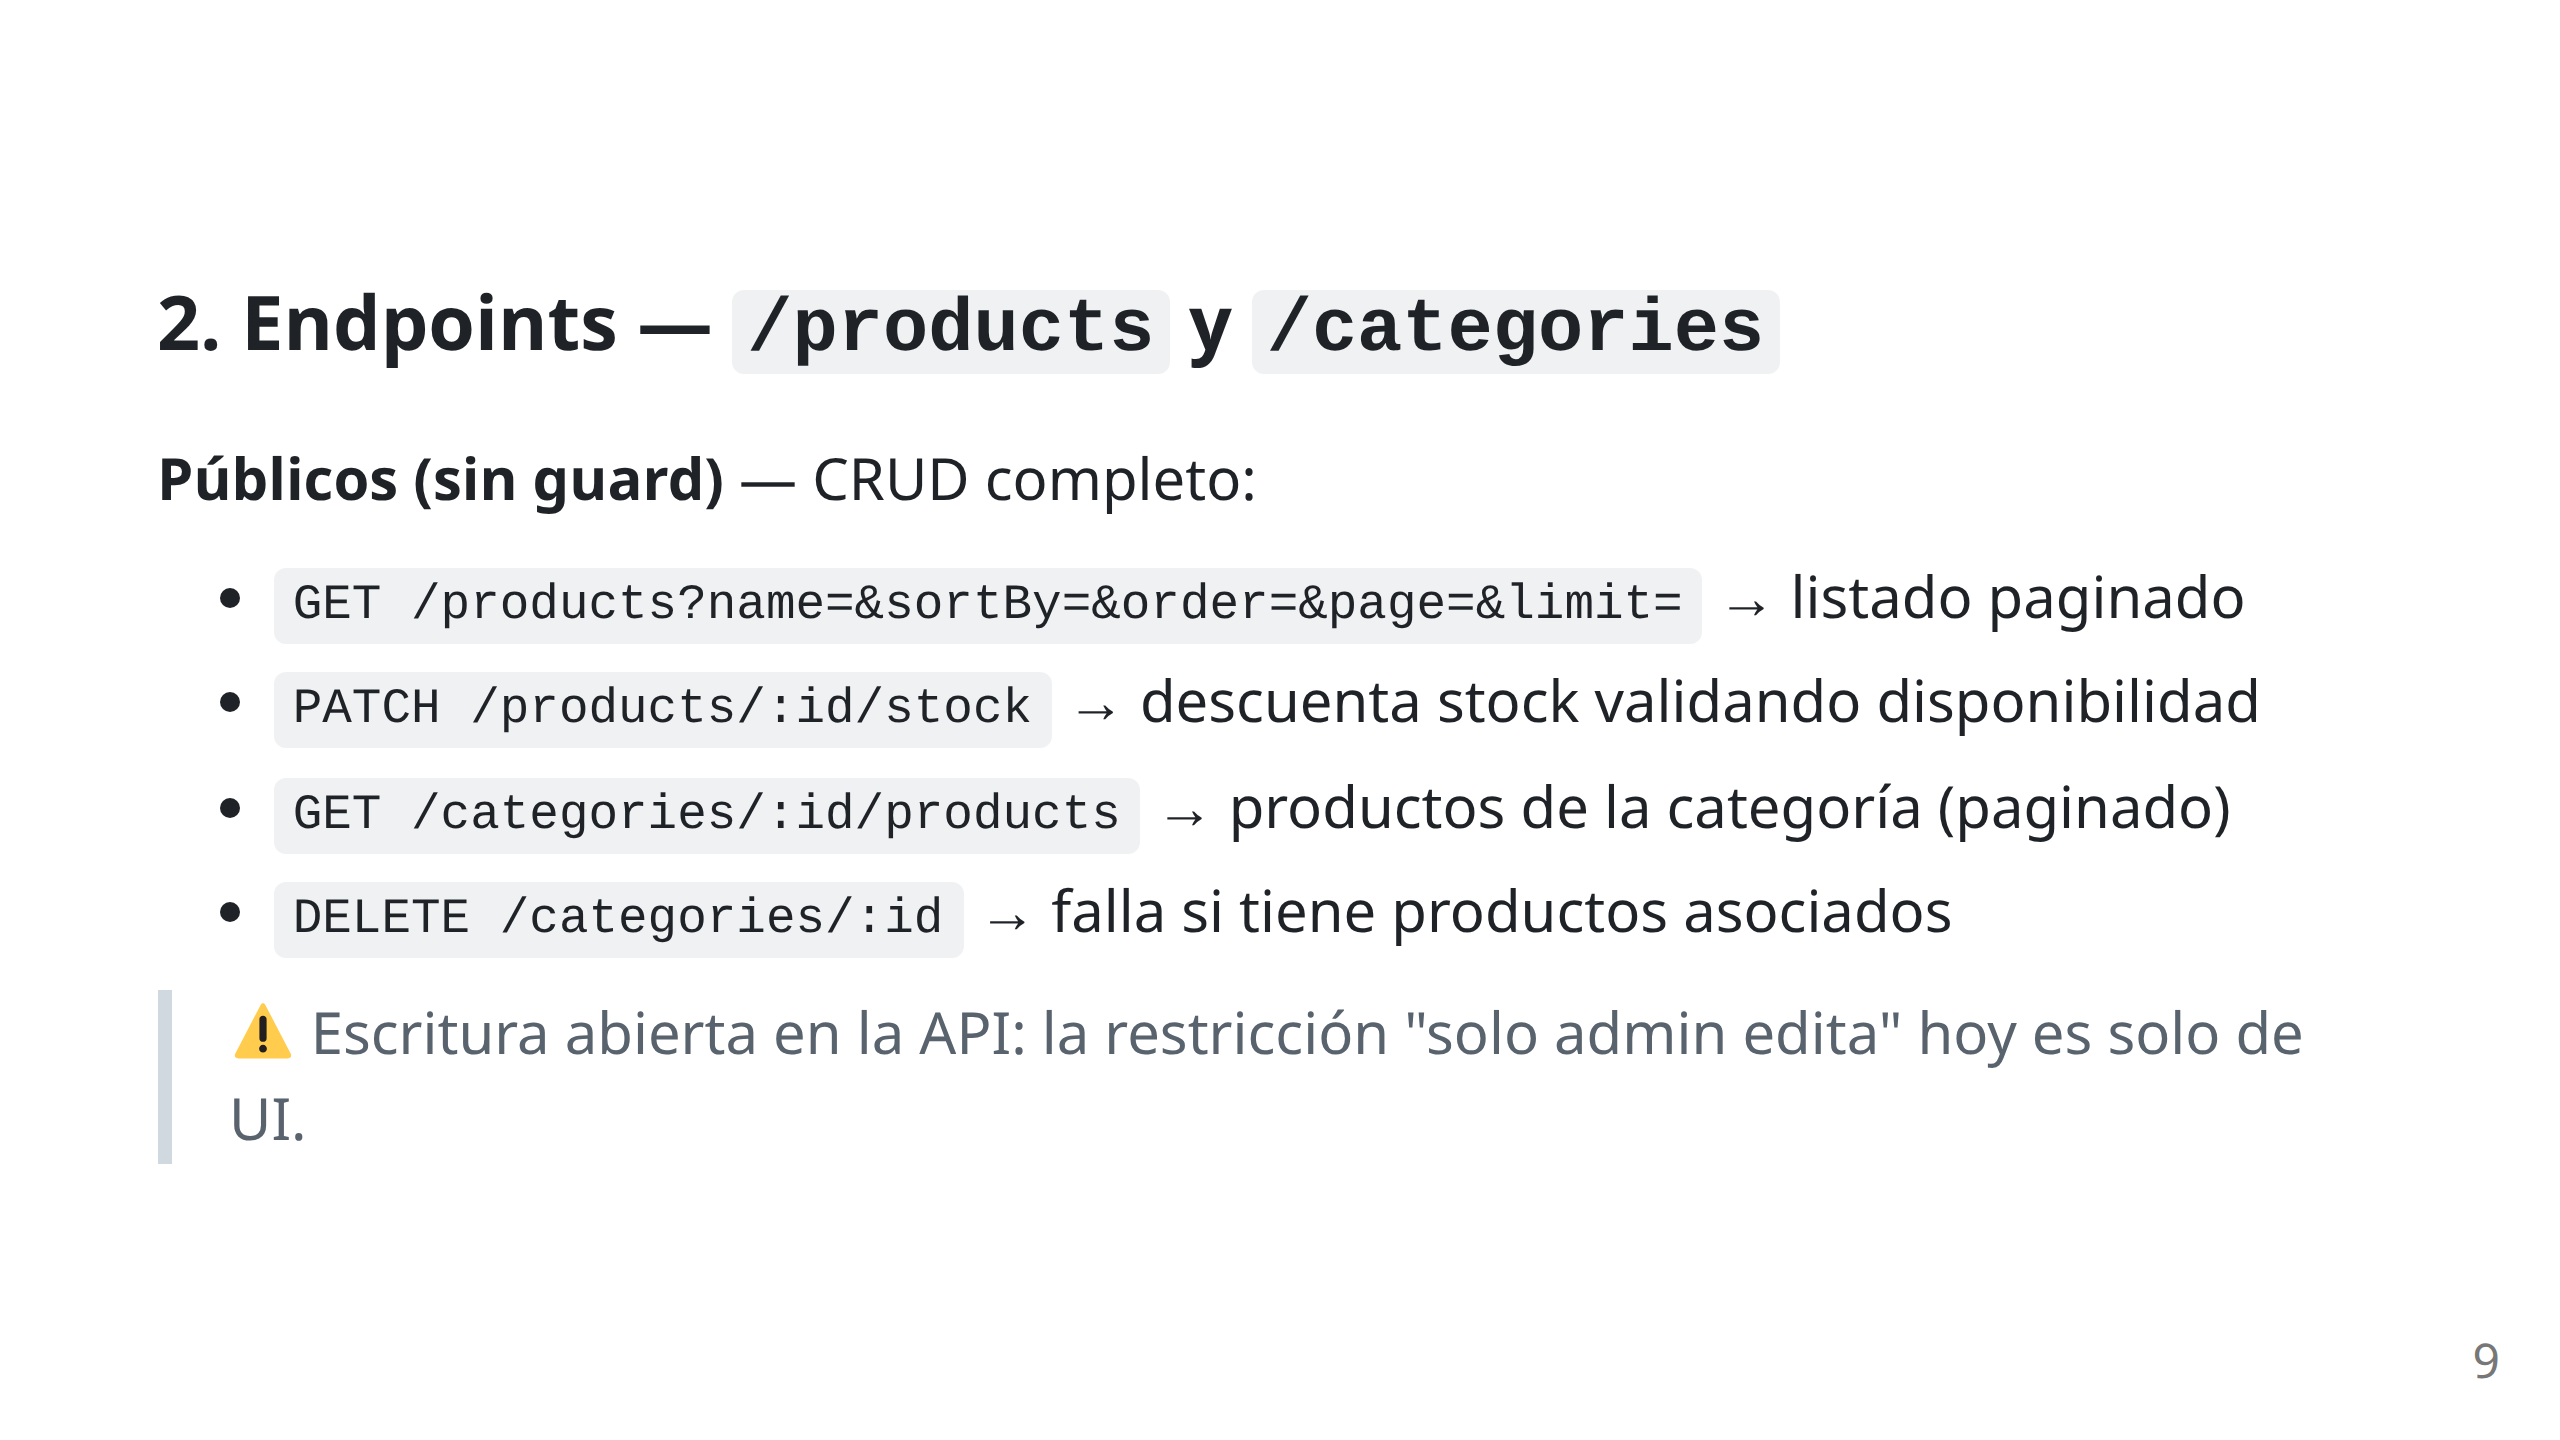 2. Endpoints — /products y /categories
Públicos (sin guard) — CRUD completo:
• GET /products?name=&sortBy=&order=&page=&limit= → listado paginado
• PATCH /products/:id/stock → descuenta stock validando disponibilidad
• GET /categories/:id/products → productos de la categoría (paginado)
• DELETE /categories/:id → falla si tiene productos asociados
⚠️ Escritura abierta en la API: la restricción "solo admin edita" hoy es solo de
UI.
9